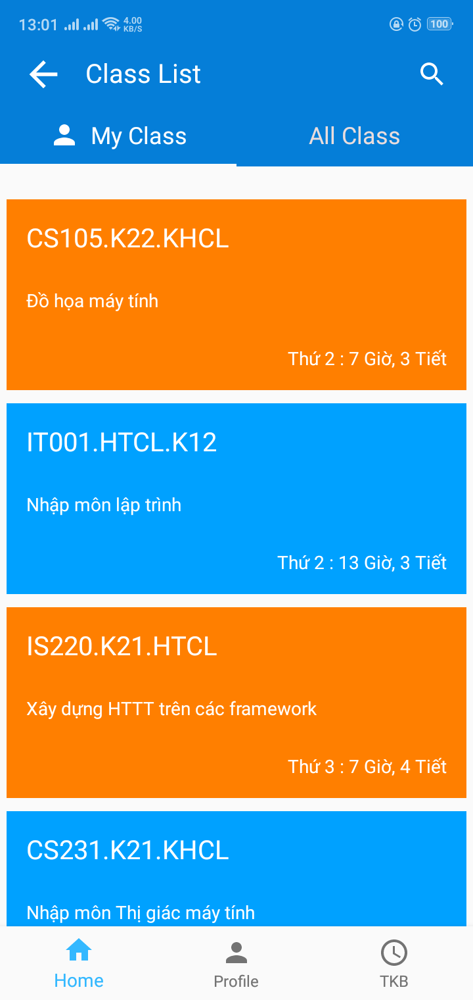 13:01 4.00 KB/S 100
Class List
My Class All Class
CS105.K22.KHCL
Đồ họa máy tính
Thứ 2 : 7 Giờ, 3 Tiết
IT001.HTCL.K12
Nhập môn lập trình
Thứ 2 : 13 Giờ, 3 Tiết
IS220.K21.HTCL
Xây dựng HTTT trên các framework
Thứ 3 : 7 Giờ, 4 Tiết
CS231.K21.KHCL
Nhập môn Thị giác máy tính
Home Profile TKB